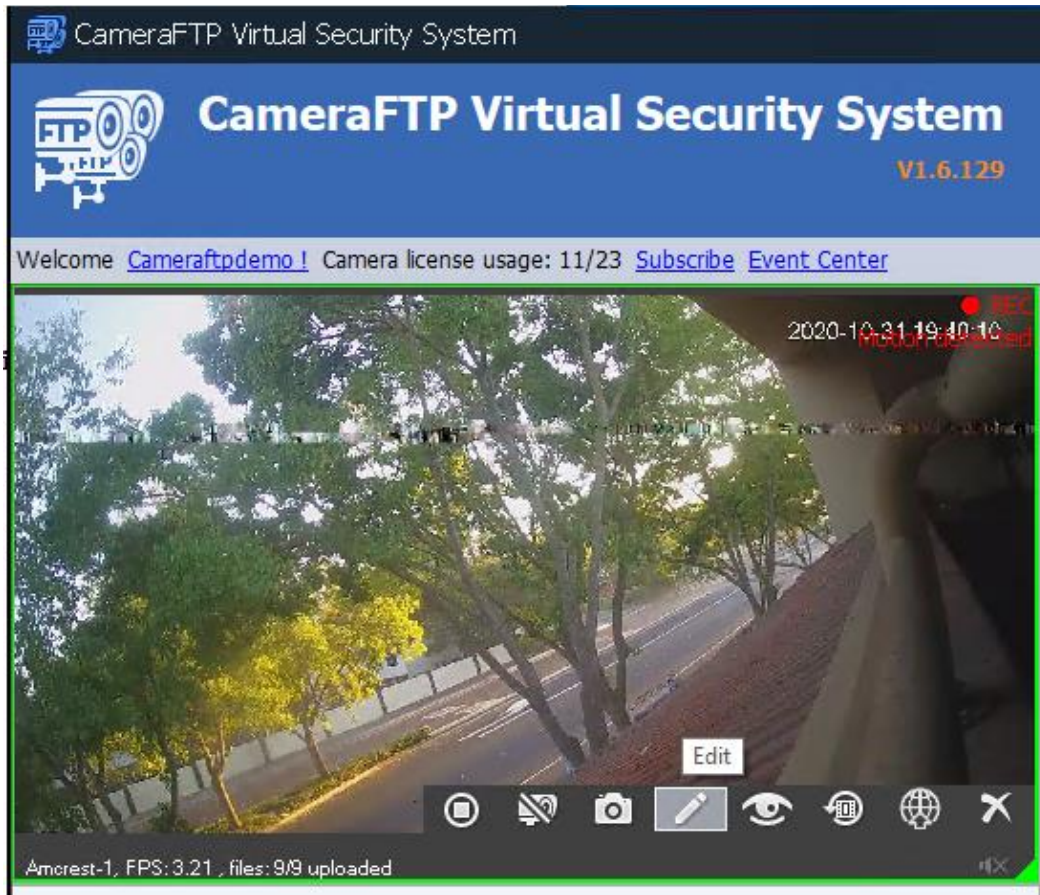 CameraFTP Virtual Security System
FTP
FTP
CameraFTP Virtual Security System
V1.6.129
Welcome Cameraftpdemo ! Camera license usage: 11/23 Subscribe Event Center
REC
2020-10-31 19:40:10
Motion detected
Edit
Amcrest-1, FPS: 3.21 , files: 9/9 uploaded